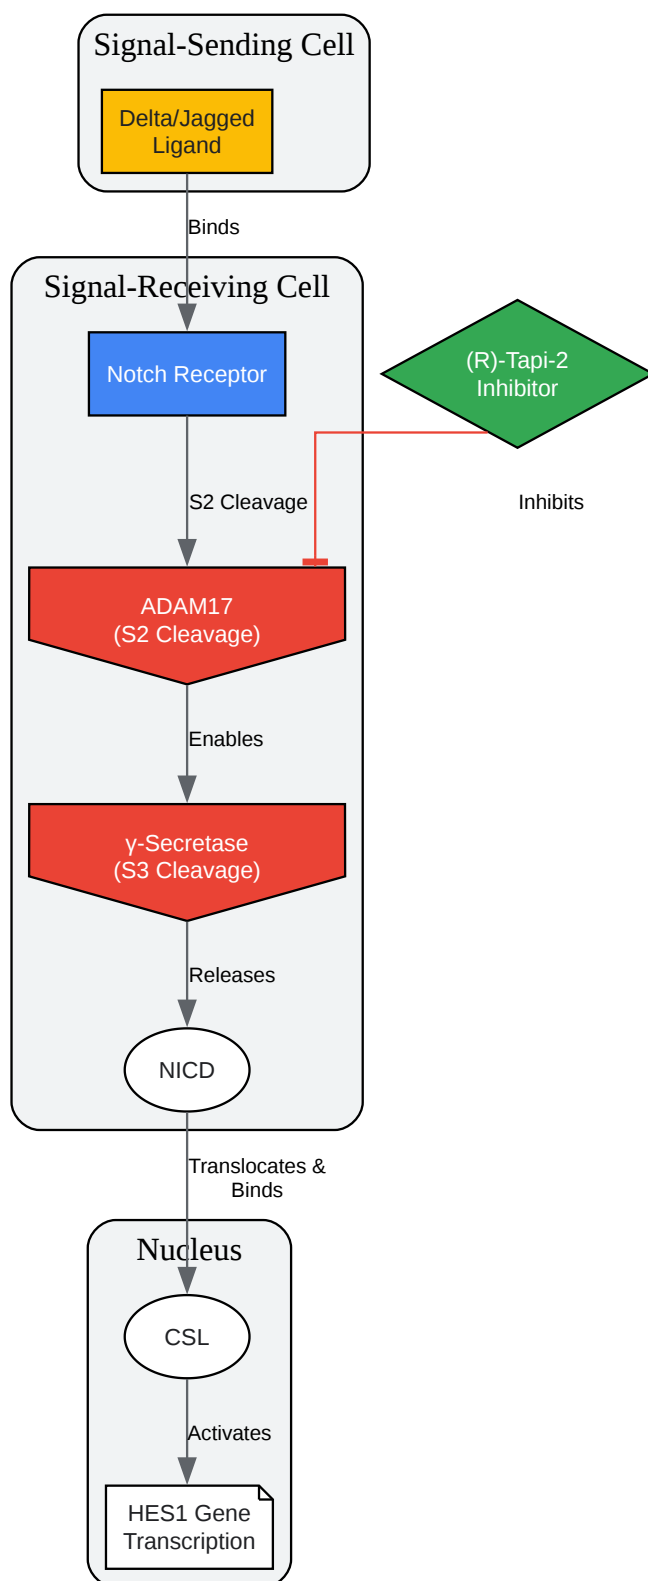 Signal-Sending Cell
Delta/Jagged
Ligand
Binds
Signal-Receiving Cell
Notch Receptor
(R)-Tapi-2
Inhibitor
S2 Cleavage
Inhibits
ADAM17
(S2 Cleavage)
Enables
γ-Secretase
(S3 Cleavage)
Releases
NICD
Translocates &
Binds
Nucleus
CSL
Activates
HES1 Gene
Transcription